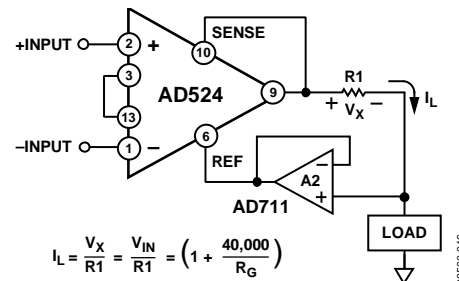 SENSE
+INPUT 2 + 10
3
AD524 9 R1
13 + VX − IL
−INPUT 1 − 6
REF
−
A2
+
AD711
LOAD
IL = VX/R1 = VIN/R1 = (1 + 40,000/RG)